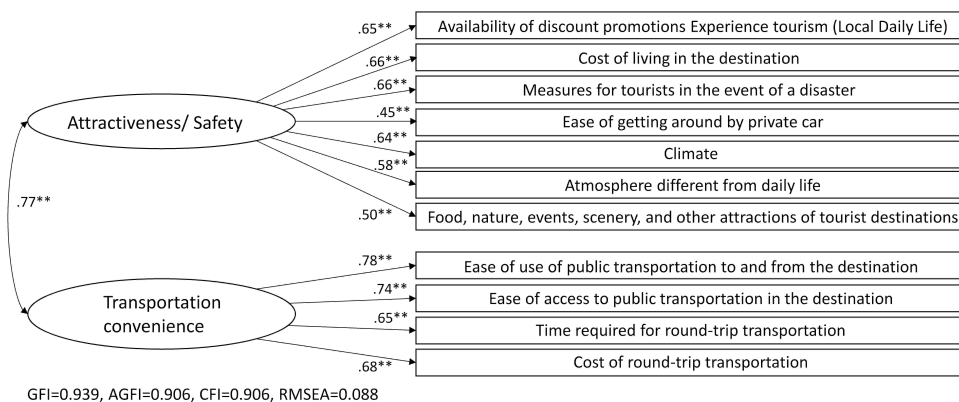 .65**
Availability of discount promotions Experience tourism (Local Daily Life)
.66**
Cost of living in the destination
.66**
Measures for tourists in the event of a disaster
Attractiveness/ Safety
.45**
Ease of getting around by private car
.64**
Climate
.58**
Atmosphere different from daily life
.77**
.50**
Food, nature, events, scenery, and other attractions of tourist destinations
.78**
Ease of use of public transportation to and from the destination
.74**
Ease of access to public transportation in the destination
Transportation
convenience
.65**
Time required for round-trip transportation
.68**
Cost of round-trip transportation
GFI=0.939, AGFI=0.906, CFI=0.906, RMSEA=0.088